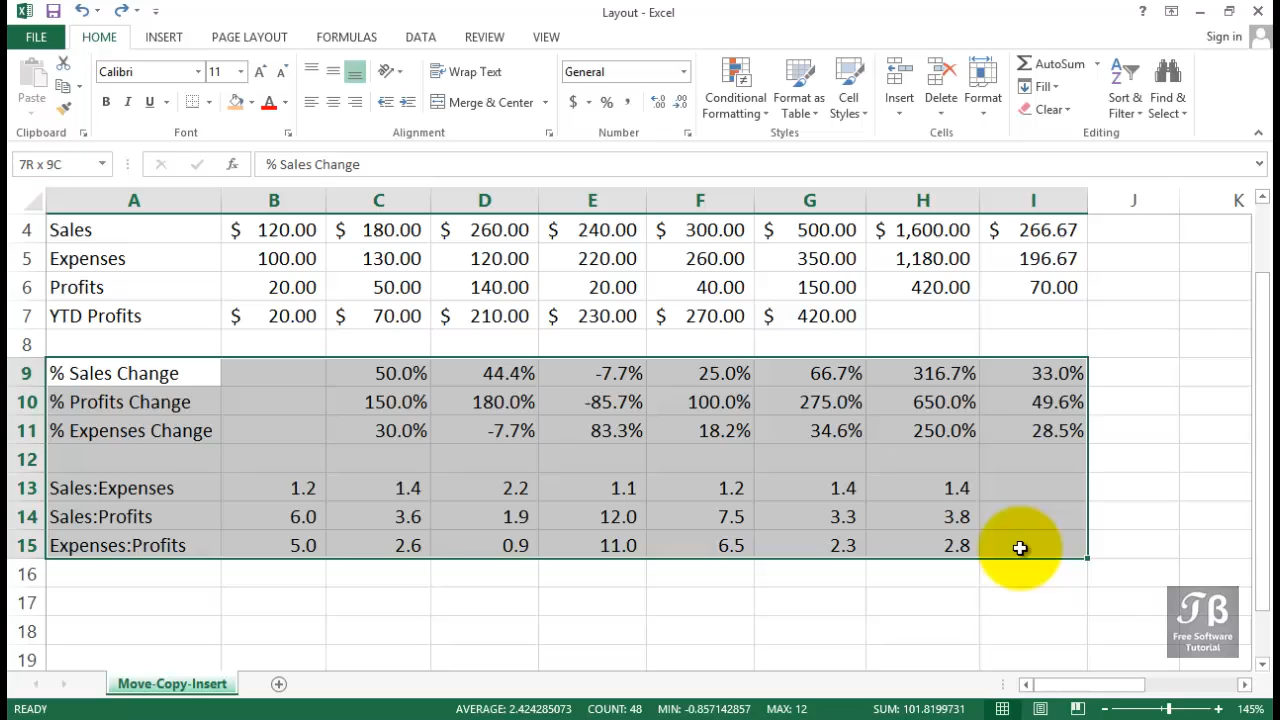 Layout - Excel
?
FILE HOME INSERT PAGE LAYOUT FORMULAS DATA REVIEW VIEW Sign in
Paste Calibri 11 A A Wrap Text General Conditional Formatting Format as Table Cell Styles Insert Delete Format AutoSum Fill Clear Sort & Filter Find & Select
B I U A Merge & Center $ % ,
Clipboard Font Alignment Number Styles Cells Editing
7R x 9C fx % Sales Change
A B C D E F G H I J K
4 Sales $ 120.00 $ 180.00 $ 260.00 $ 240.00 $ 300.00 $ 500.00 $ 1,600.00 $ 266.67
5 Expenses 100.00 130.00 120.00 220.00 260.00 350.00 1,180.00 196.67
6 Profits 20.00 50.00 140.00 20.00 40.00 150.00 420.00 70.00
7 YTD Profits $ 20.00 $ 70.00 $ 210.00 $ 230.00 $ 270.00 $ 420.00
8
9 % Sales Change 50.0% 44.4% -7.7% 25.0% 66.7% 316.7% 33.0%
10 % Profits Change 150.0% 180.0% -85.7% 100.0% 275.0% 650.0% 49.6%
11 % Expenses Change 30.0% -7.7% 83.3% 18.2% 34.6% 250.0% 28.5%
12
13 Sales:Expenses 1.2 1.4 2.2 1.1 1.2 1.4 1.4
14 Sales:Profits 6.0 3.6 1.9 12.0 7.5 3.3 3.8
15 Expenses:Profits 5.0 2.6 0.9 11.0 6.5 2.3 2.8
16
17
18
19
TB
Free Software
Tutorial
Move-Copy-Insert
READY AVERAGE: 2.424285073 COUNT: 48 MIN: -0.857142857 MAX: 12 SUM: 101.8199731 145%